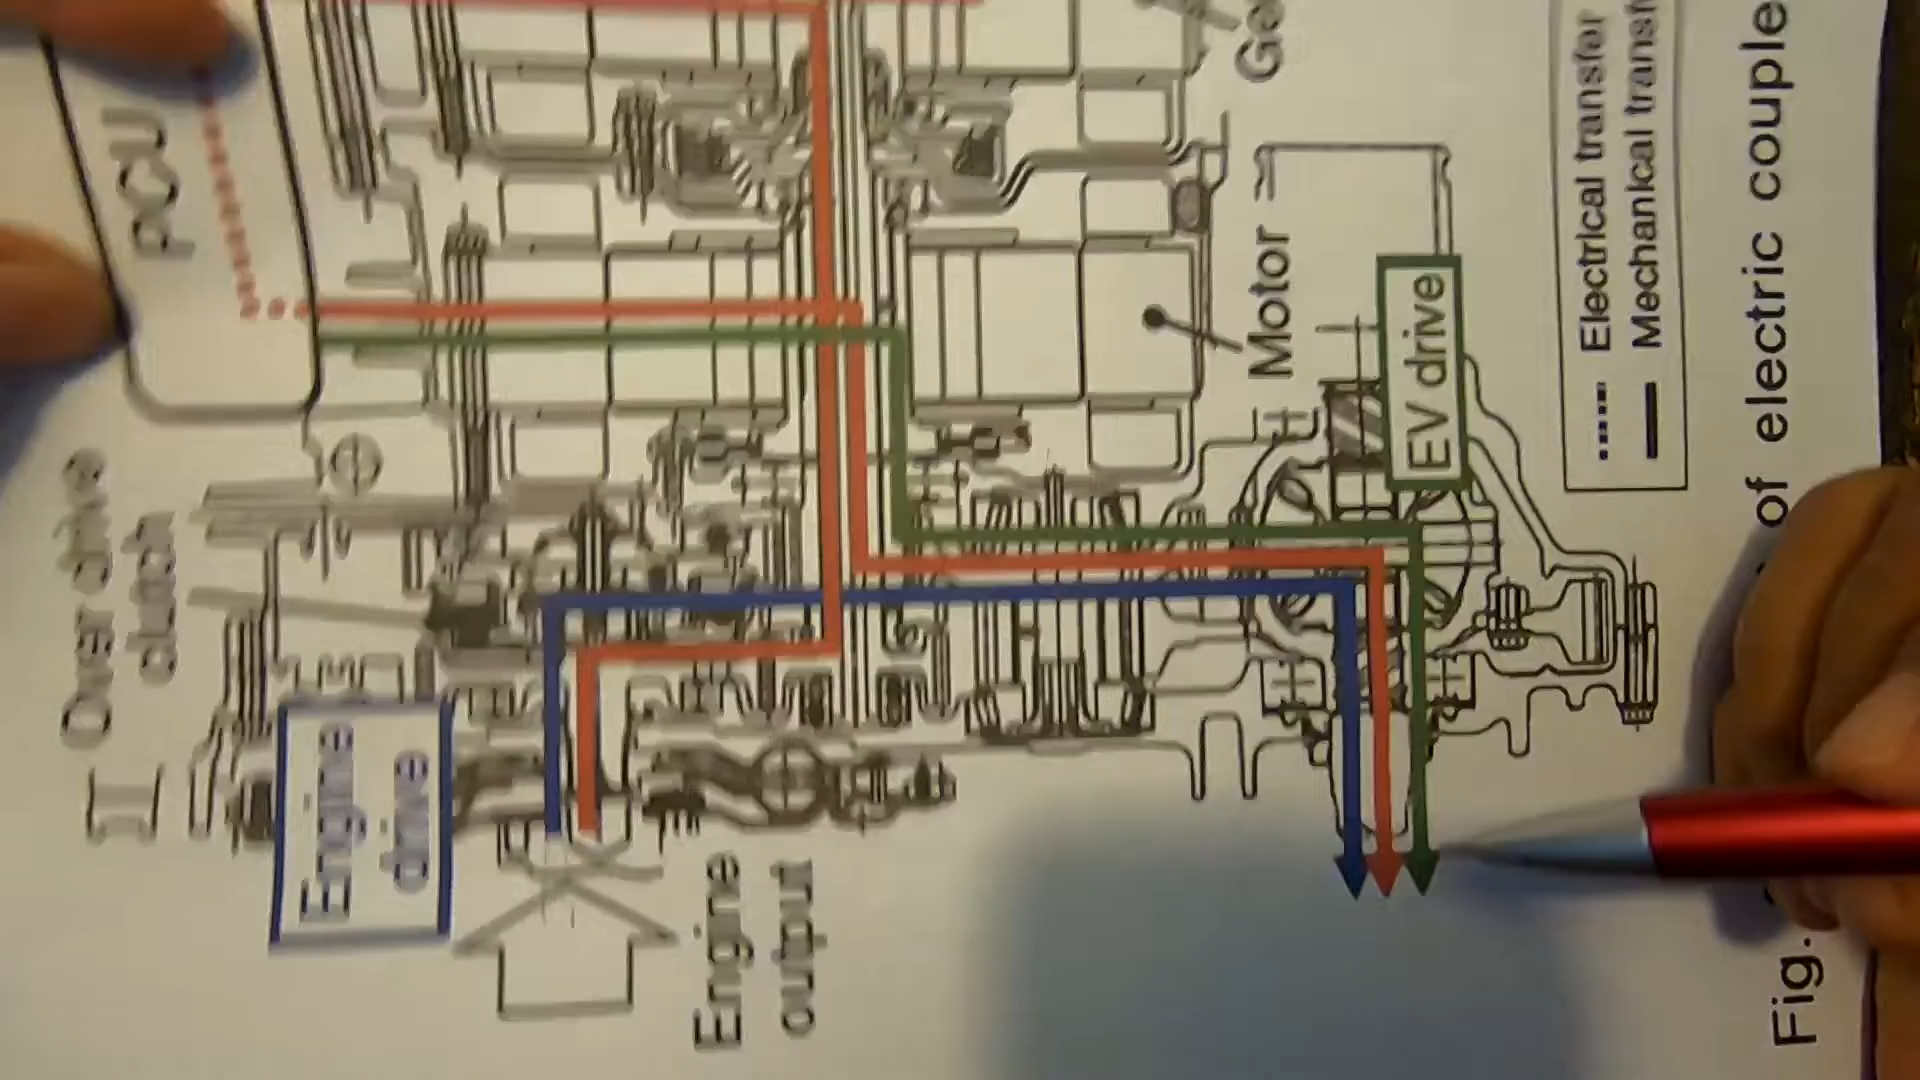 PCU
Over drive
clutch
Engine
drive
Engine
output
Ge
Motor
EV drive
Electrical transfer
Mechanical transf
Fig.
of electric couple